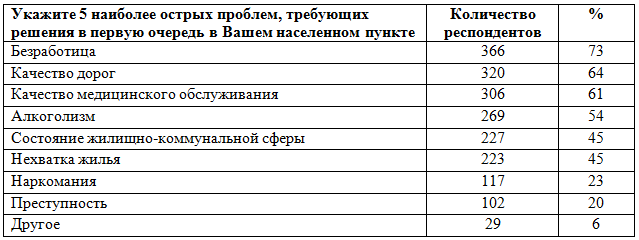 Укажите 5 наиболее острых проблем, требующих решения в первую очередь в Вашем населенном пункте | Количество респондентов | %
Безработица 366 73
Качество дорог 320 64
Качество медицинского обслуживания 306 61
Алкоголизм 269 54
Состояние жилищно-коммунальной сферы 227 45
Нехватка жилья 223 45
Наркомания 117 23
Преступность 102 20
Другое 29 6